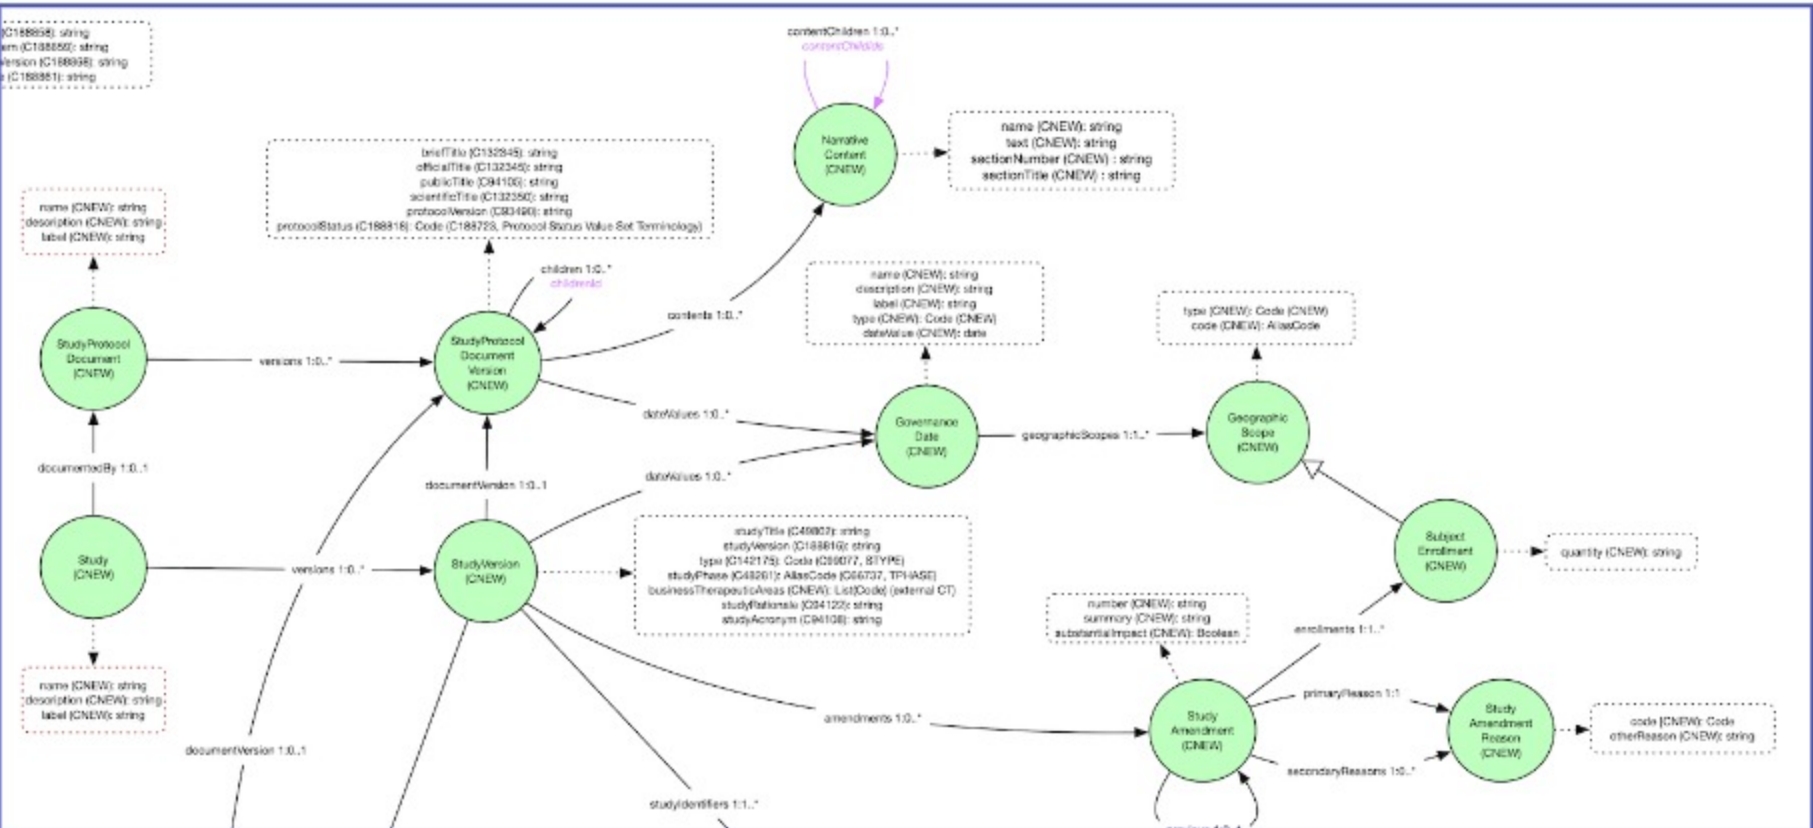 (C188858): string
(C188859): string
(C188868): string
(C188861): string
contentChildren 1:0..*
contentChildIds
Narrative
Content
(CNEW)
name (CNEW): string
text (CNEW): string
sectionNumber (CNEW) : string
sectionTitle (CNEW) : string
briefTitle (C132345): string
officialTitle (C132345): string
publicTitle (C94105): string
scientificTitle (C132350): string
protocolVersion (C93490): string
protocolStatus (C188818): Code (C188723, Protocol Status Value Set Terminology)
name (CNEW): string
description (CNEW): string
label (CNEW): string
children 1:0..*
childrenId
contents 1:0..*
name (CNEW): string
description (CNEW): string
label (CNEW): string
type (CNEW): Code (CNEW)
dateValue (CNEW): date
type (CNEW): Code (CNEW)
code (CNEW): AliasCode
StudyProtocol
Document
(CNEW)
versions 1:0..*
StudyProtocol
Document
Version
(CNEW)
dateValues 1:0..*
Governance
Date
(CNEW)
geographicScopes 1:1..*
Geographic
Scope
(CNEW)
documentedBy 1:0..1
documentVersion 1:0..1
dateValues 1:0..*
Study
(CNEW)
versions 1:0..*
StudyVersion
(CNEW)
studyTitle (C49802): string
studyVersion (C188816): string
type (C142175): Code (C99077, STYPE)
studyPhase (C48281): AliasCode (C66737, TPHASE)
businessTherapeuticAreas (CNEW): List(Code) (external CT)
studyRationale (C94122): string
studyAcronym (C94108): string
Subject
Enrollment
(CNEW)
quantity (CNEW): string
number (CNEW): string
summary (CNEW): string
substantialImpact (CNEW): Boolean
enrollments 1:1..*
name (CNEW): string
description (CNEW): string
label (CNEW): string
primaryReason 1:1
Study
Amendment
(CNEW)
Study
Amendment
Reason
(CNEW)
code (CNEW): Code
otherReason (CNEW): string
amendments 1:0..*
documentVersion 1:0..1
secondaryReasons 1:0..*
studyIdentifiers 1:1..*